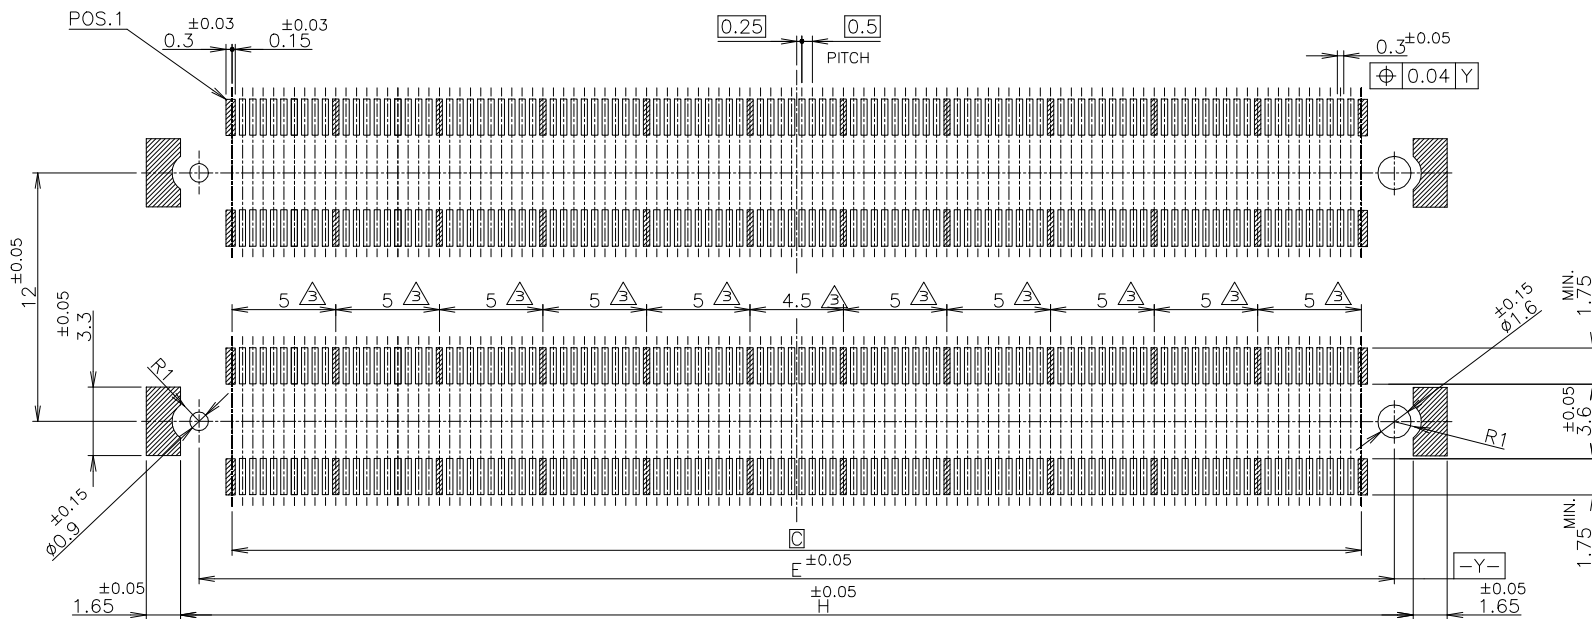 POS.1
±0.03
0.3
±0.03
0.15
0.25
0.5
PITCH
0.3±0.05
⌖ 0.04 Y
12±0.05
5 3
5 3
5 3
5 3
5 3
4.5 3
5 3
5 3
5 3
5 3
5 3
MIN.
1.75
±0.05
3.3
R1
±0.15
ø1.6
±0.05
3.6
R1
±0.15
ø0.9
MIN.
1.75
C
E±0.05
-Y-
±0.05
1.65
±0.05
H
±0.05
1.65